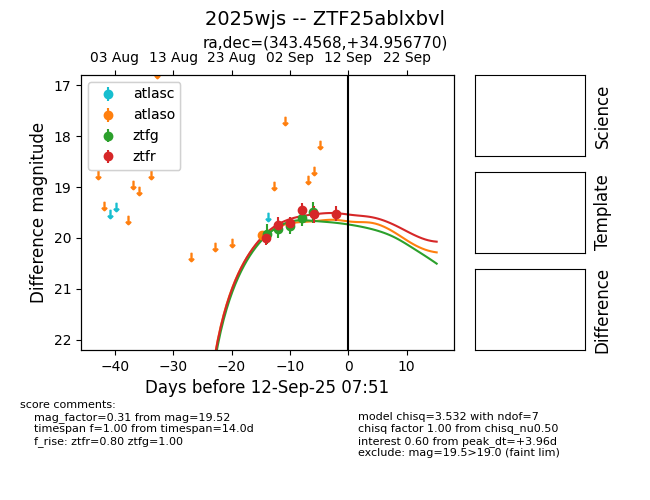 2025wjs -- ZTF25ablxbvl
ra,dec=(343.4568,+34.956770)
03 Aug 13 Aug 23 Aug 02 Sep 12 Sep 22 Sep
17
18
19
20
21
22
Difference magnitude
atlasc
atlaso
ztfg
ztfr
−40 −30 −20 −10 0 10
Days before 12-Sep-25 07:51
Science
Template
Difference
score comments:
mag_factor=0.31 from mag=19.52
timespan f=1.00 from timespan=14.0d
f_rise: ztfr=0.80 ztfg=1.00
model chisq=3.532 with ndof=7
chisq factor 1.00 from chisq_nu0.50
interest 0.60 from peak_dt=+3.96d
exclude: mag=19.5>19.0 (faint lim)